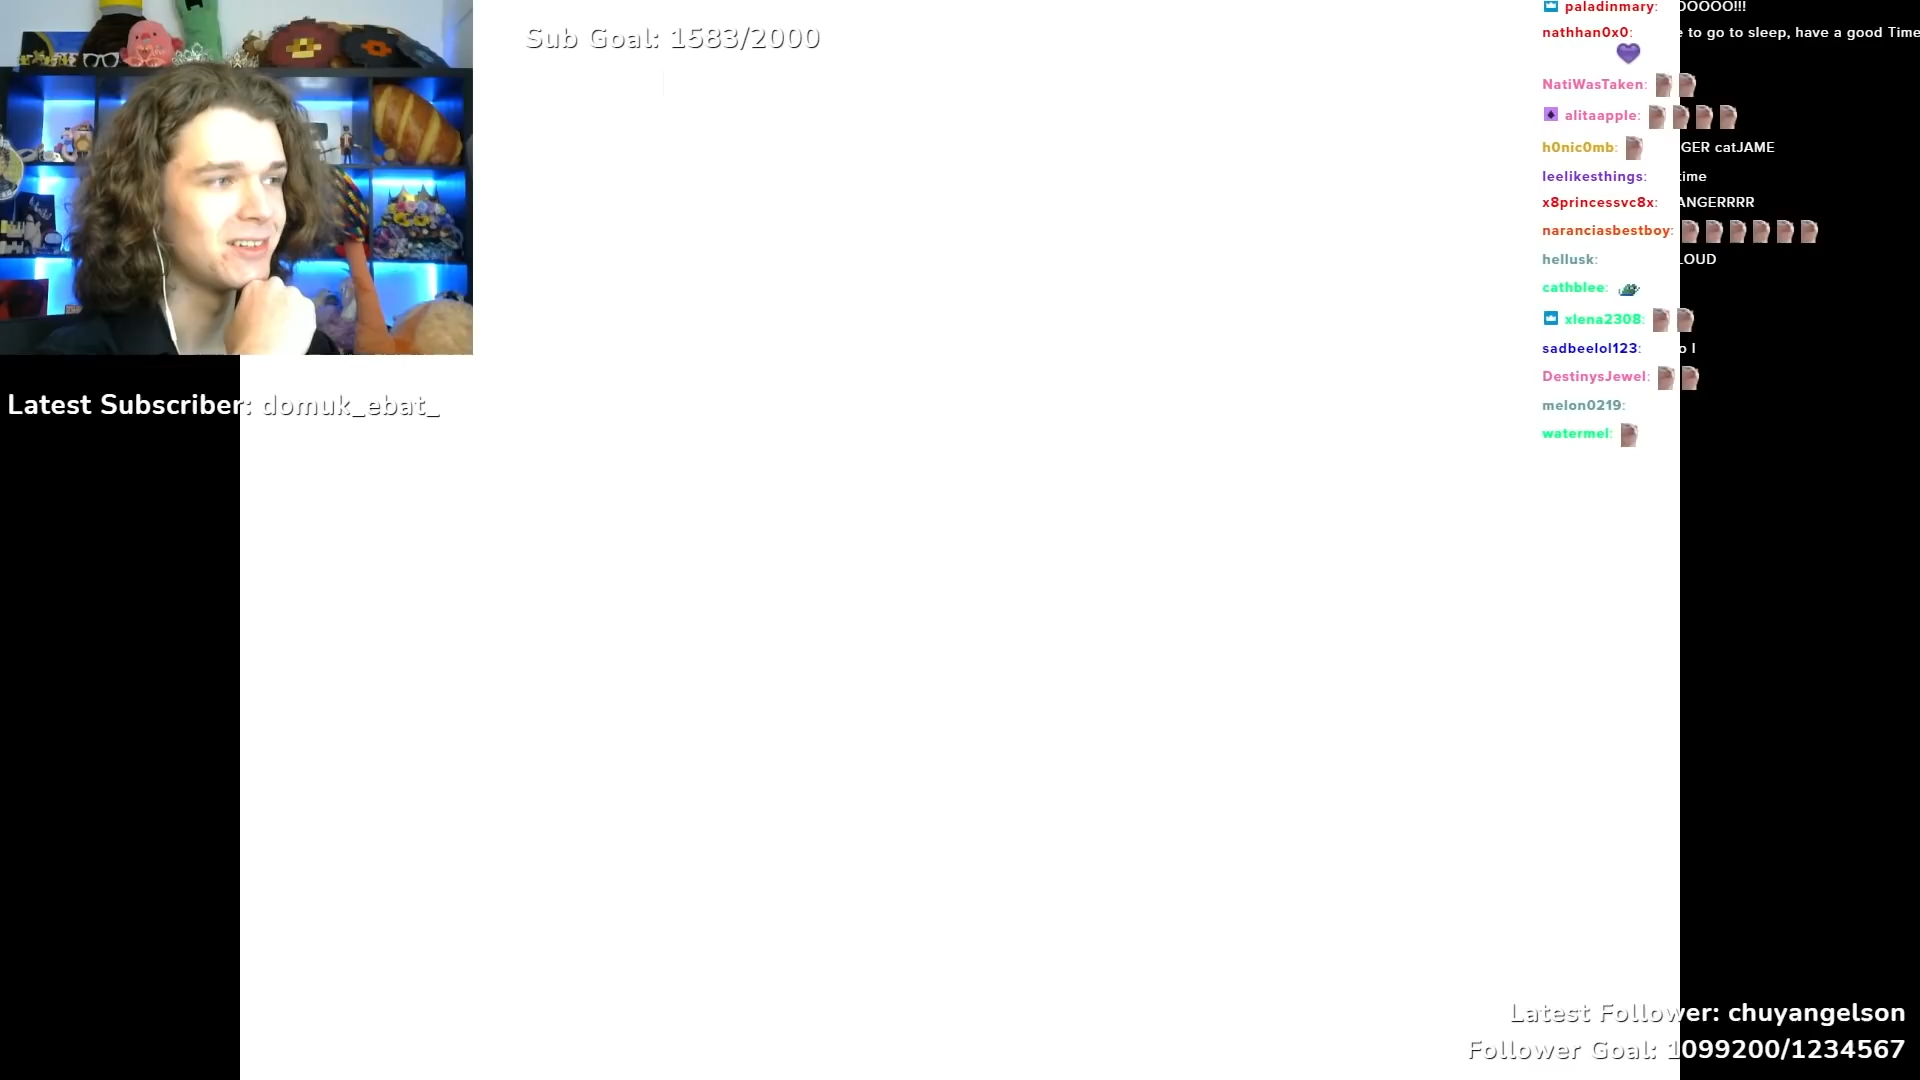 Sub Goal: 1583/2000
Latest Subscriber: domuk_ebat_
paladinmary: OOOOO!!!
nathhan0x0: to go to sleep, have a good Time
NatiWasTaken:
alitaapple:
h0nic0mb: GER catJAME
leelikesthings: time
x8princessvc8x: ANGERRRR
naranciasbestboy:
hellusk: LOUD
cathblee:
xlena2308:
sadbeelol123: o I
DestinysJewel:
melon0219:
watermel:
Latest Follower: chuyangelson
Follower Goal: 1099200/1234567